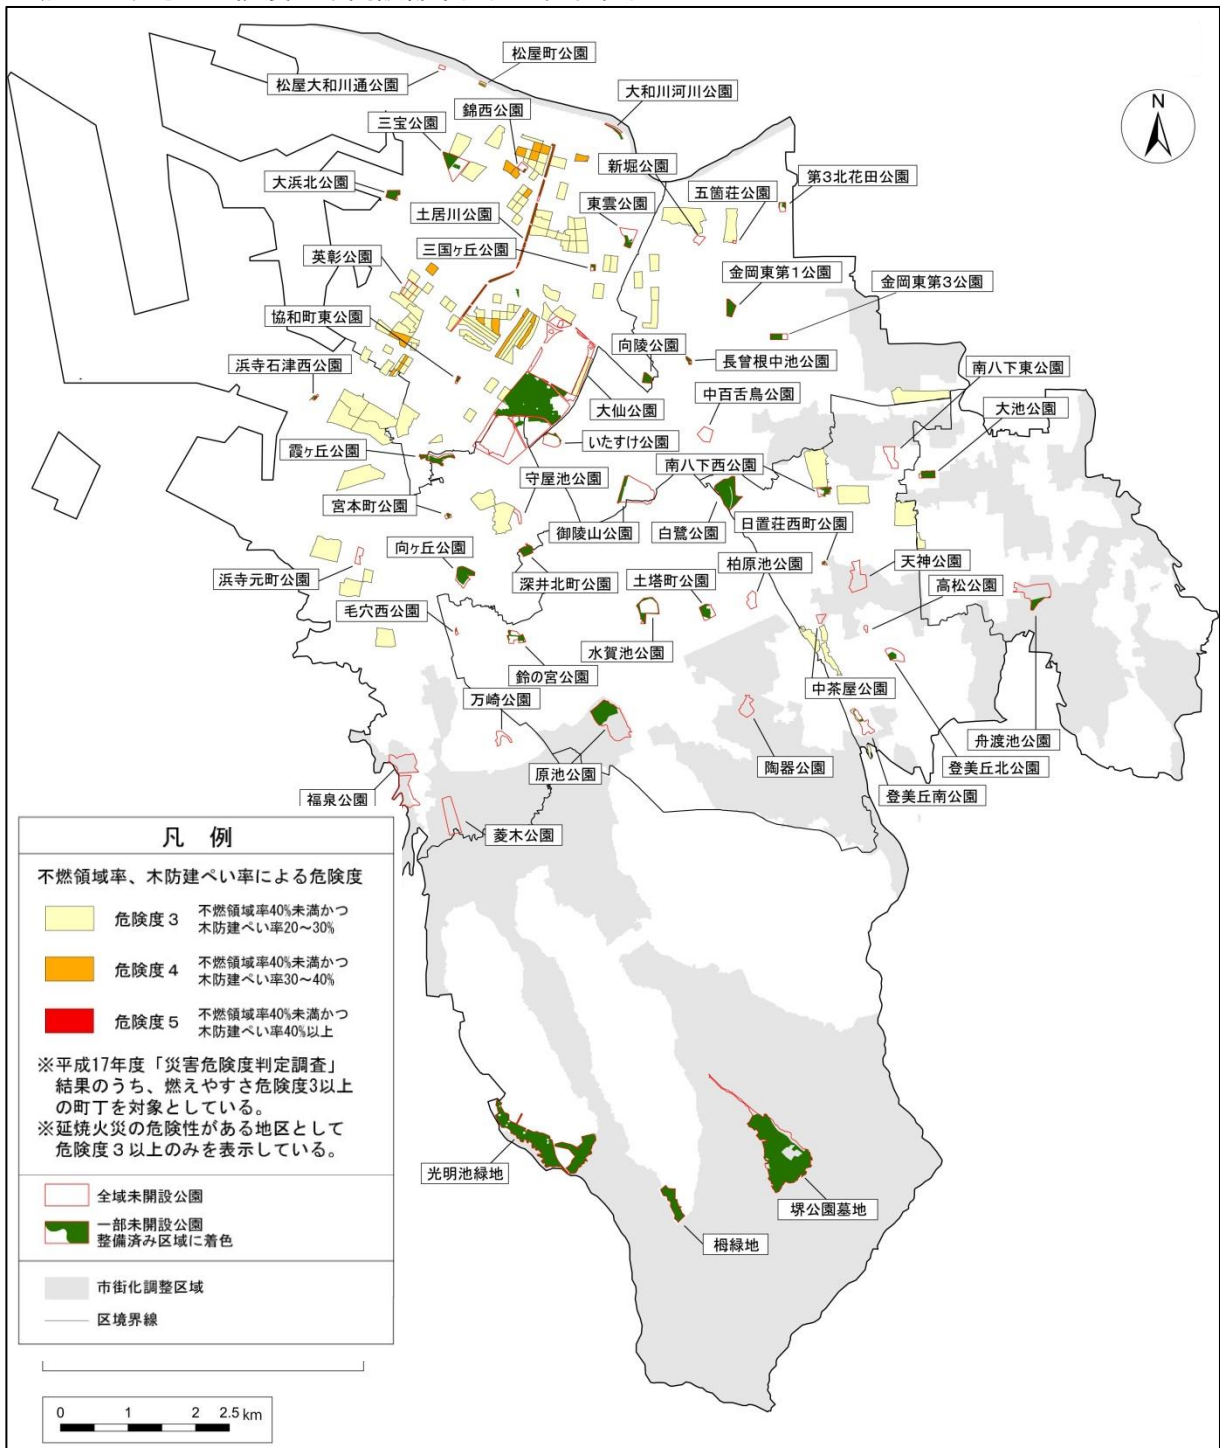 松屋町公園
松屋大和川通公園
大和川河川公園
錦西公園
三宝公園
新堀公園
第3北花田公園
大浜北公園
五箇荘公園
東雲公園
土居川公園
三国ヶ丘公園
英彰公園
金岡東第1公園
金岡東第3公園
協和町東公園
向陵公園
長曾根中池公園
浜寺石津西公園
南八下東公園
中百舌鳥公園
大仙公園
大池公園
いたすけ公園
霞ヶ丘公園
守屋池公園
南八下西公園
宮本町公園
御陵山公園
白鷺公園
日置荘西町公園
向ヶ丘公園
天神公園
柏原池公園
浜寺元町公園
深井北町公園
土塔町公園
高松公園
毛穴西公園
水賀池公園
鈴の宮公園
中茶屋公園
万崎公園
舟渡池公園
原池公園
陶器公園
登美丘北公園
登美丘南公園
福泉公園
菱木公園
光明池緑地
堺公園墓地
栂緑地
N
凡 例
不燃領域率、木防建ぺい率による危険度
危険度3 不燃領域率40%未満かつ
木防建ぺい率20～30%
危険度4 不燃領域率40%未満かつ
木防建ぺい率30～40%
危険度5 不燃領域率40%未満かつ
木防建ぺい率40%以上
※平成17年度「災害危険度判定調査」
結果のうち、燃えやすさ危険度3以上
の町丁を対象としている。
※延焼火災の危険性がある地区として
危険度3以上のみを表示している。
全域未開設公園
一部未開設公園
整備済み区域に着色
市街化調整区域
区境界線
0 1 2 2.5 km